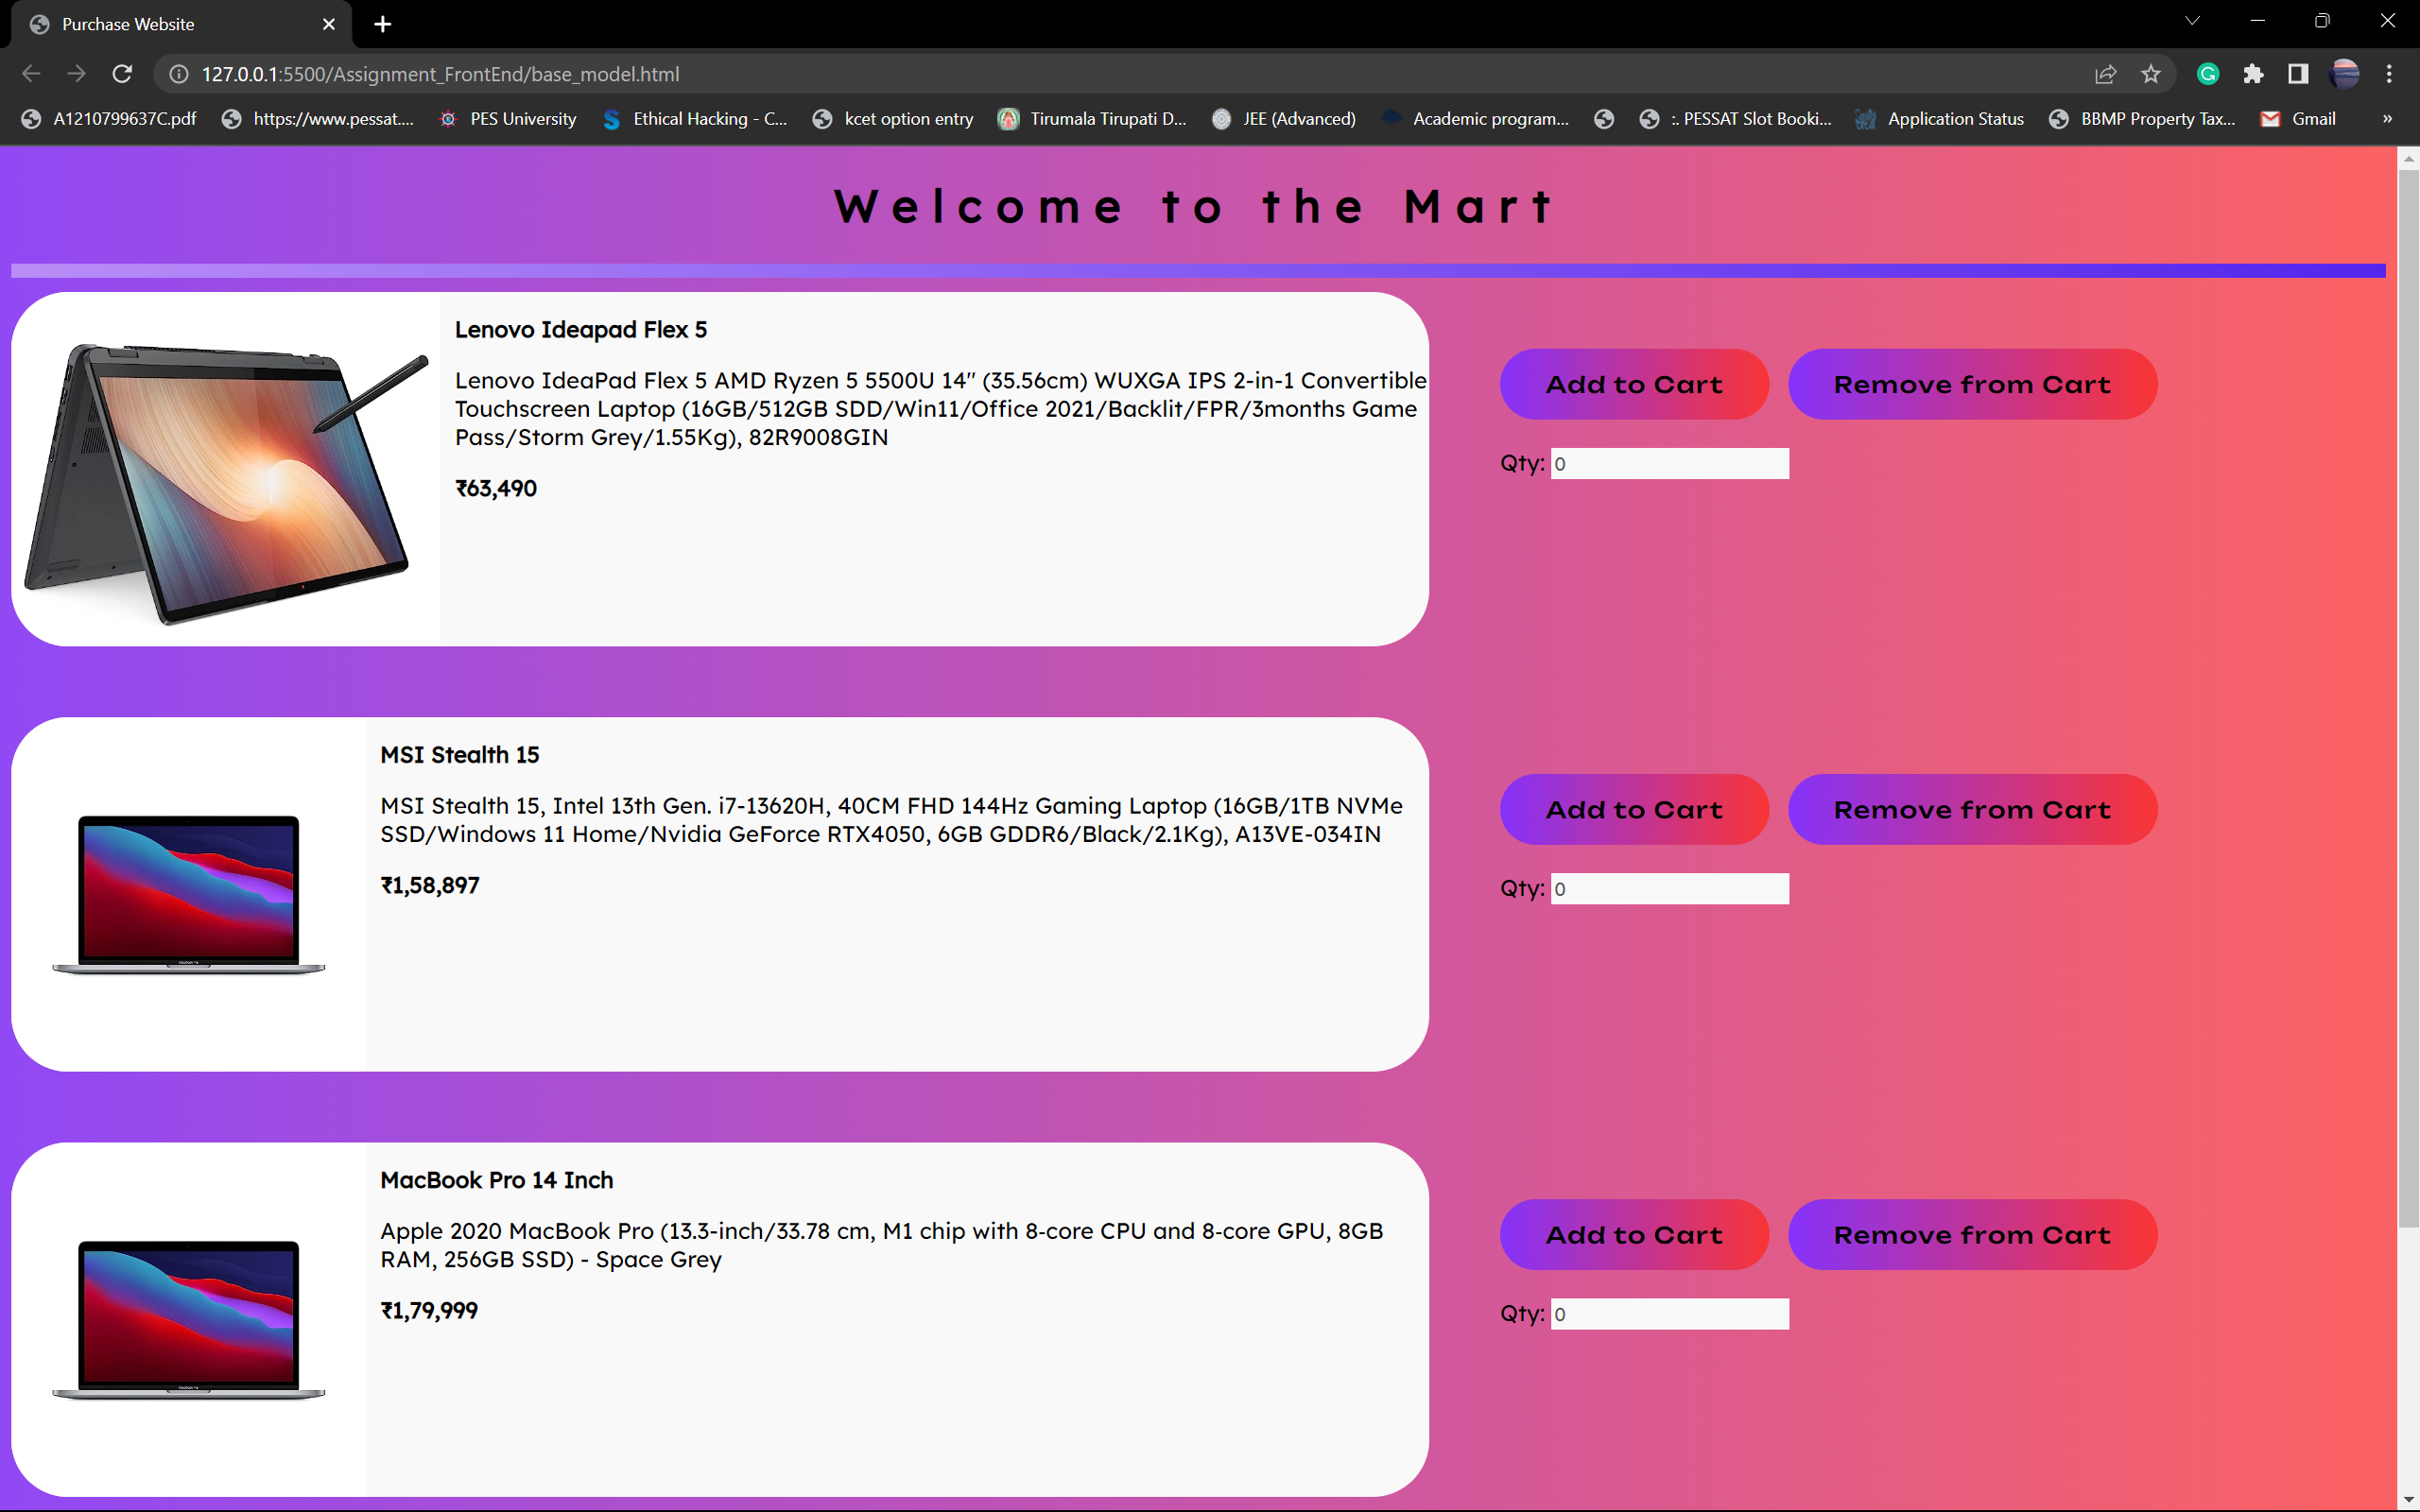 Purchase Website
127.0.0.1:5500/Assignment_FrontEnd/base_model.html
A1210799637C.pdf https://www.pessat.... PES University Ethical Hacking - C... kcet option entry Tirumala Tirupati D... JEE (Advanced) Academic program... :. PESSAT Slot Booki... Application Status BBMP Property Tax... Gmail »
Welcome to the Mart
Lenovo Ideapad Flex 5
Lenovo IdeaPad Flex 5 AMD Ryzen 5 5500U 14" (35.56cm) WUXGA IPS 2-in-1 Convertible
Touchscreen Laptop (16GB/512GB SDD/Win11/Office 2021/Backlit/FPR/3months Game
Pass/Storm Grey/1.55Kg), 82R9008GIN
₹63,490
Add to Cart Remove from Cart
Qty: 0
MSI Stealth 15
MSI Stealth 15, Intel 13th Gen. i7-13620H, 40CM FHD 144Hz Gaming Laptop (16GB/1TB NVMe
SSD/Windows 11 Home/Nvidia GeForce RTX4050, 6GB GDDR6/Black/2.1Kg), A13VE-034IN
₹1,58,897
Add to Cart Remove from Cart
Qty: 0
MacBook Pro 14 Inch
Apple 2020 MacBook Pro (13.3-inch/33.78 cm, M1 chip with 8-core CPU and 8-core GPU, 8GB
RAM, 256GB SSD) - Space Grey
₹1,79,999
Add to Cart Remove from Cart
Qty: 0